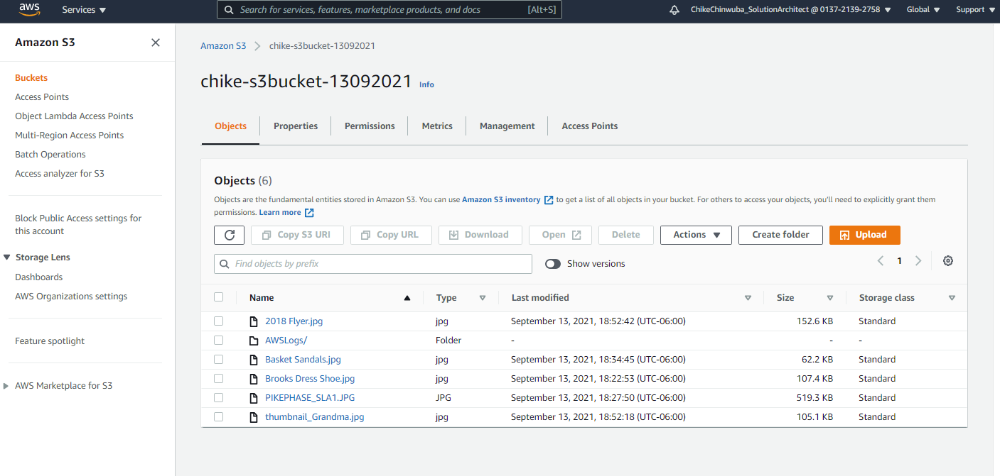 aws Services Search for services, features, marketplace products, and docs [Alt+S] ChikeChinwuba_SolutionArchitect @ 0137-2139-2758 Global Support
Amazon S3
Buckets
Access Points
Object Lambda Access Points
Multi-Region Access Points
Batch Operations
Access analyzer for S3
Block Public Access settings for
this account
Storage Lens
Dashboards
AWS Organizations settings
Feature spotlight
AWS Marketplace for S3
Amazon S3 chike-s3bucket-13092021
chike-s3bucket-13092021 Info
Objects Properties Permissions Metrics Management Access Points
Objects (6)
Objects are the fundamental entities stored in Amazon S3. You can use Amazon S3 inventory to get a list of all objects in your bucket. For others to access your objects, you'll need to explicitly grant them
permissions. Learn more
Copy S3 URI Copy URL Download Open Delete Actions Create folder Upload
Find objects by prefix Show versions 1
Name Type Last modified Size Storage class
2018 Flyer.jpg jpg September 13, 2021, 18:52:42 (UTC-06:00) 152.6 KB Standard
AWSLogs/ Folder - - -
Basket Sandals.jpg jpg September 13, 2021, 18:34:45 (UTC-06:00) 62.2 KB Standard
Brooks Dress Shoe.jpg jpg September 13, 2021, 18:22:53 (UTC-06:00) 107.4 KB Standard
PIKEPHASE_SLA1.JPG JPG September 13, 2021, 18:27:50 (UTC-06:00) 519.3 KB Standard
thumbnail_Grandma.jpg jpg September 13, 2021, 18:52:18 (UTC-06:00) 105.1 KB Standard